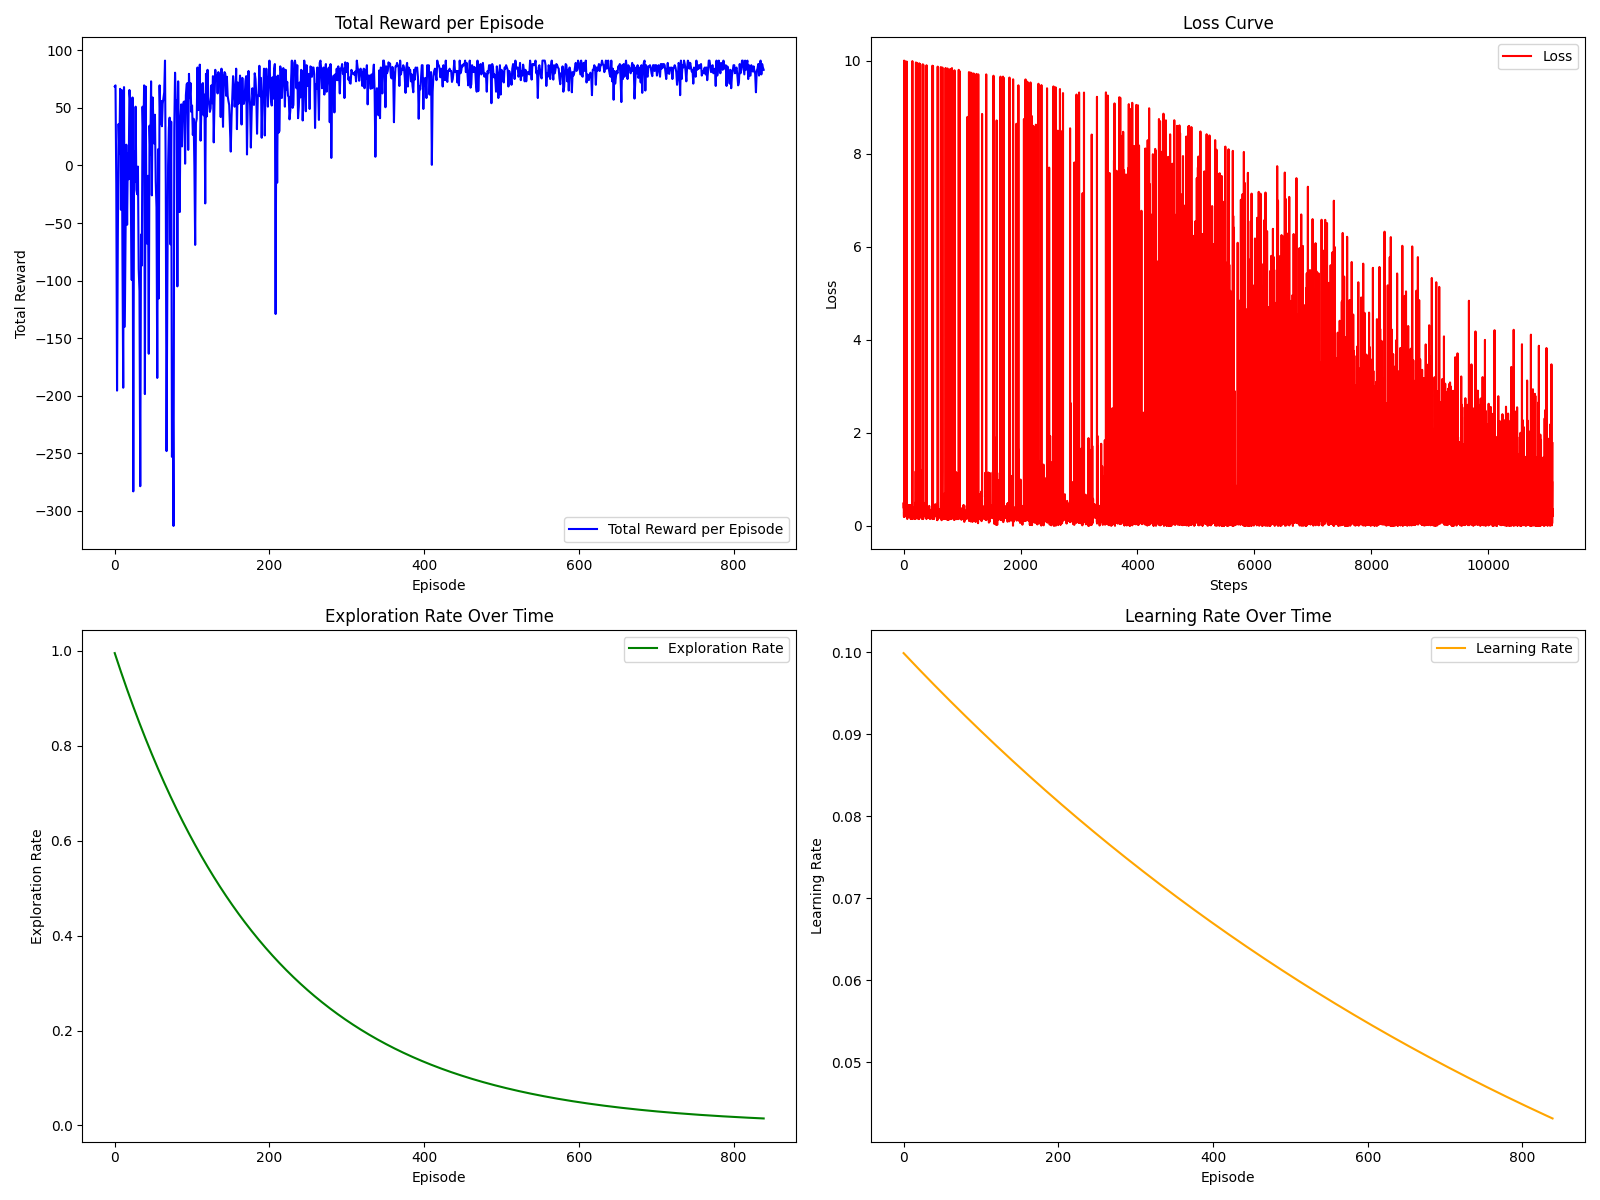 Total Reward per Episode
100
50
0
−50
−100
−150
−200
−250
−300
Total Reward
Total Reward per Episode
0 200 400 600 800
Episode
Loss Curve
10
8
6
4
2
0
Loss
Loss
0 2000 4000 6000 8000 10000
Steps
Exploration Rate Over Time
1.0
0.8
0.6
0.4
0.2
0.0
Exploration Rate
Exploration Rate
0 200 400 600 800
Episode
Learning Rate Over Time
0.10
0.09
0.08
0.07
0.06
0.05
Learning Rate
Learning Rate
0 200 400 600 800
Episode